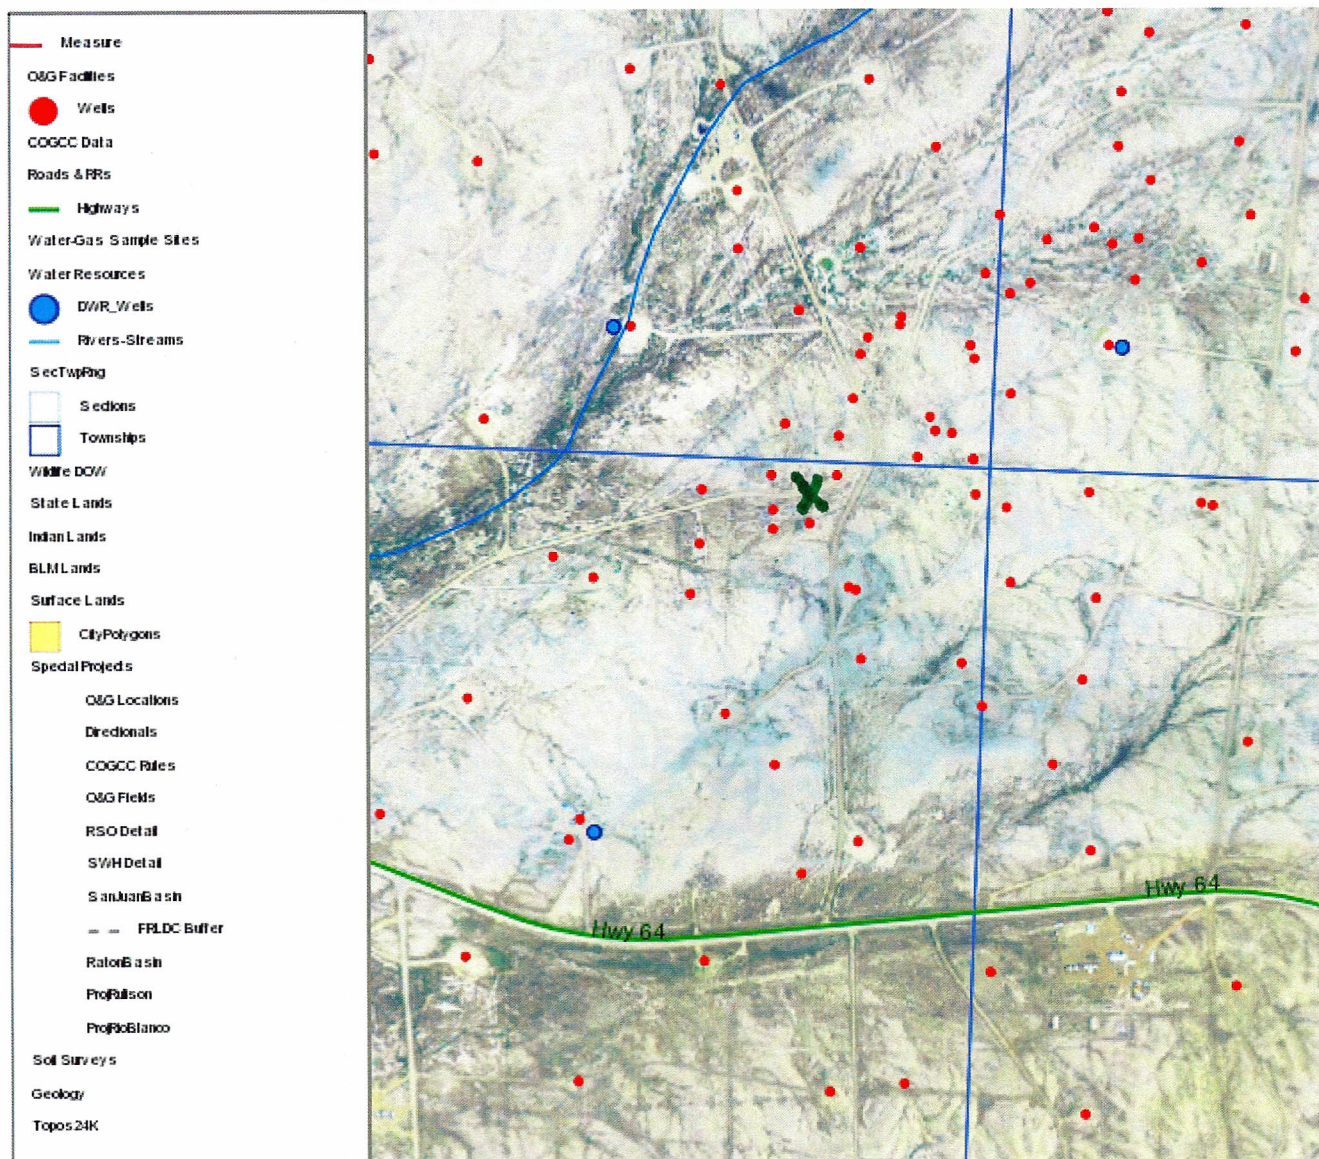 Measure
O&G Facilities
Wells
COGCC Data
Roads & RRs
Highways
Water-Gas Sample Sites
Water Resources
DWR_Wells
Rivers-Streams
SecTwpRng
Sections
Townships
Wildlife DOW
State Lands
Indian Lands
BLM Lands
Surface Lands
CityPolygons
Special Projects
O&G Locations
Directionals
COGCC Rules
O&G Fields
RSO Detail
SWH Detail
SanJuanBasin
FRLDC Buffer
RatonBasin
ProjRulison
ProjRioBlanco
Soil Surveys
Geology
Topos24K
Hwy 64
Hwy 64